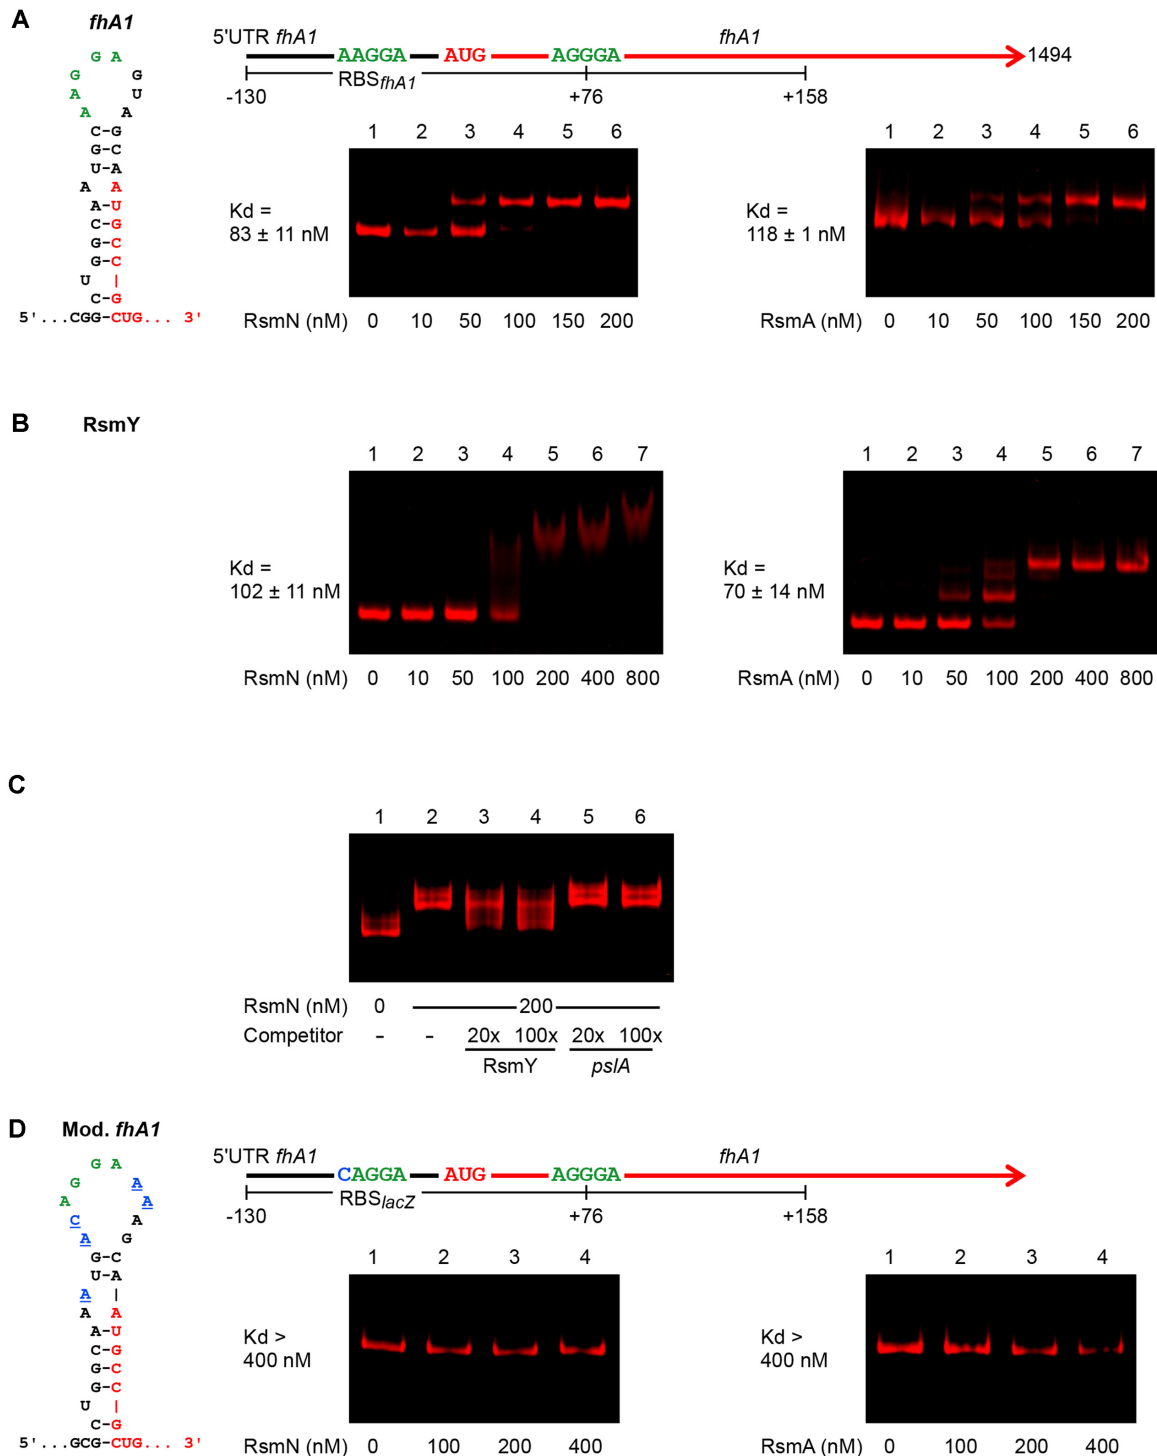 A
fhA1
G A
G G
A U
A A
C-G
G-C
U-A
A A
A-U
C-G
G-C
G-C
U |
C-G
5'...CGG-CUG... 3'
5'UTR fhA1 AAGGA AUG AGGGA fhA1 1494
RBSfhA1
-130 +76 +158
1 2 3 4 5 6
Kd =
83 ± 11 nM
RsmN (nM) 0 10 50 100 150 200
1 2 3 4 5 6
Kd =
118 ± 1 nM
RsmA (nM) 0 10 50 100 150 200
B
RsmY
1 2 3 4 5 6 7
Kd =
102 ± 11 nM
RsmN (nM) 0 10 50 100 200 400 800
1 2 3 4 5 6 7
Kd =
70 ± 14 nM
RsmA (nM) 0 10 50 100 200 400 800
C
1 2 3 4 5 6
RsmN (nM) 0 200
Competitor - - 20x 100x 20x 100x
RsmY pslA
D
Mod. fhA1
G A
G A
A A
C A
A G
G-C
U-A
A |
A A
A-U
C-G
G-C
G-C
U |
C-G
5'...GCG-CUG... 3'
5'UTR fhA1 CAGGA AUG AGGGA fhA1
RBSlacZ
-130 +76 +158
1 2 3 4
Kd >
400 nM
RsmN (nM) 0 100 200 400
1 2 3 4
Kd >
400 nM
RsmA (nM) 0 100 200 400